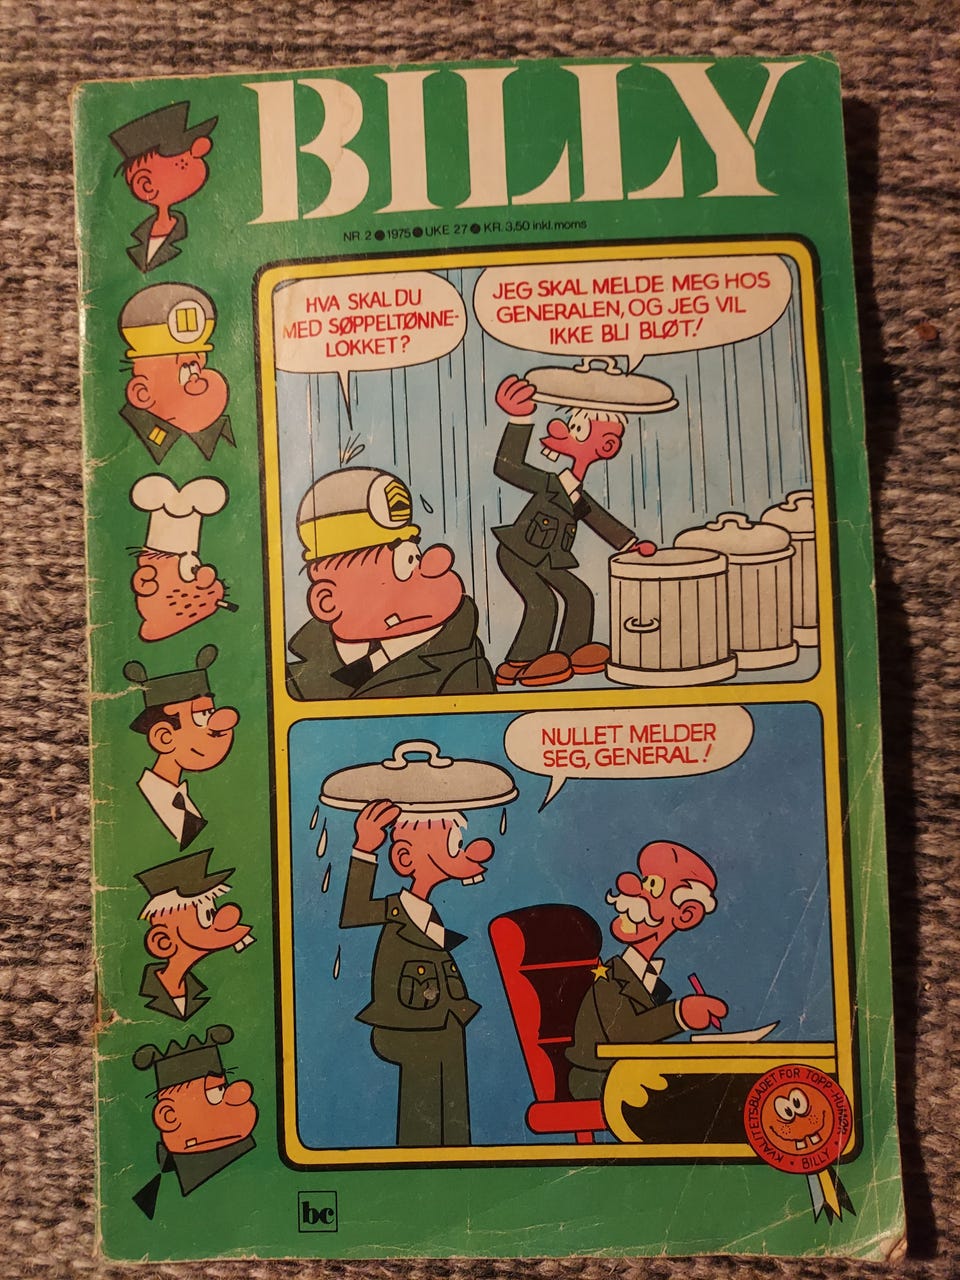 BILLY
NR. 2 ● 1975 ● UKE 27 ● KR. 3,50 inkl. moms
HVA SKAL DU
MED SØPPELTØNNE-
LOKKET?
JEG SKAL MELDE MEG HOS
GENERALEN, OG JEG VIL
IKKE BLI BLØT!
NULLET MELDER
SEG, GENERAL!
KVALITETSBLADET FOR TOPP-HUMOR
• BILLY •
bc